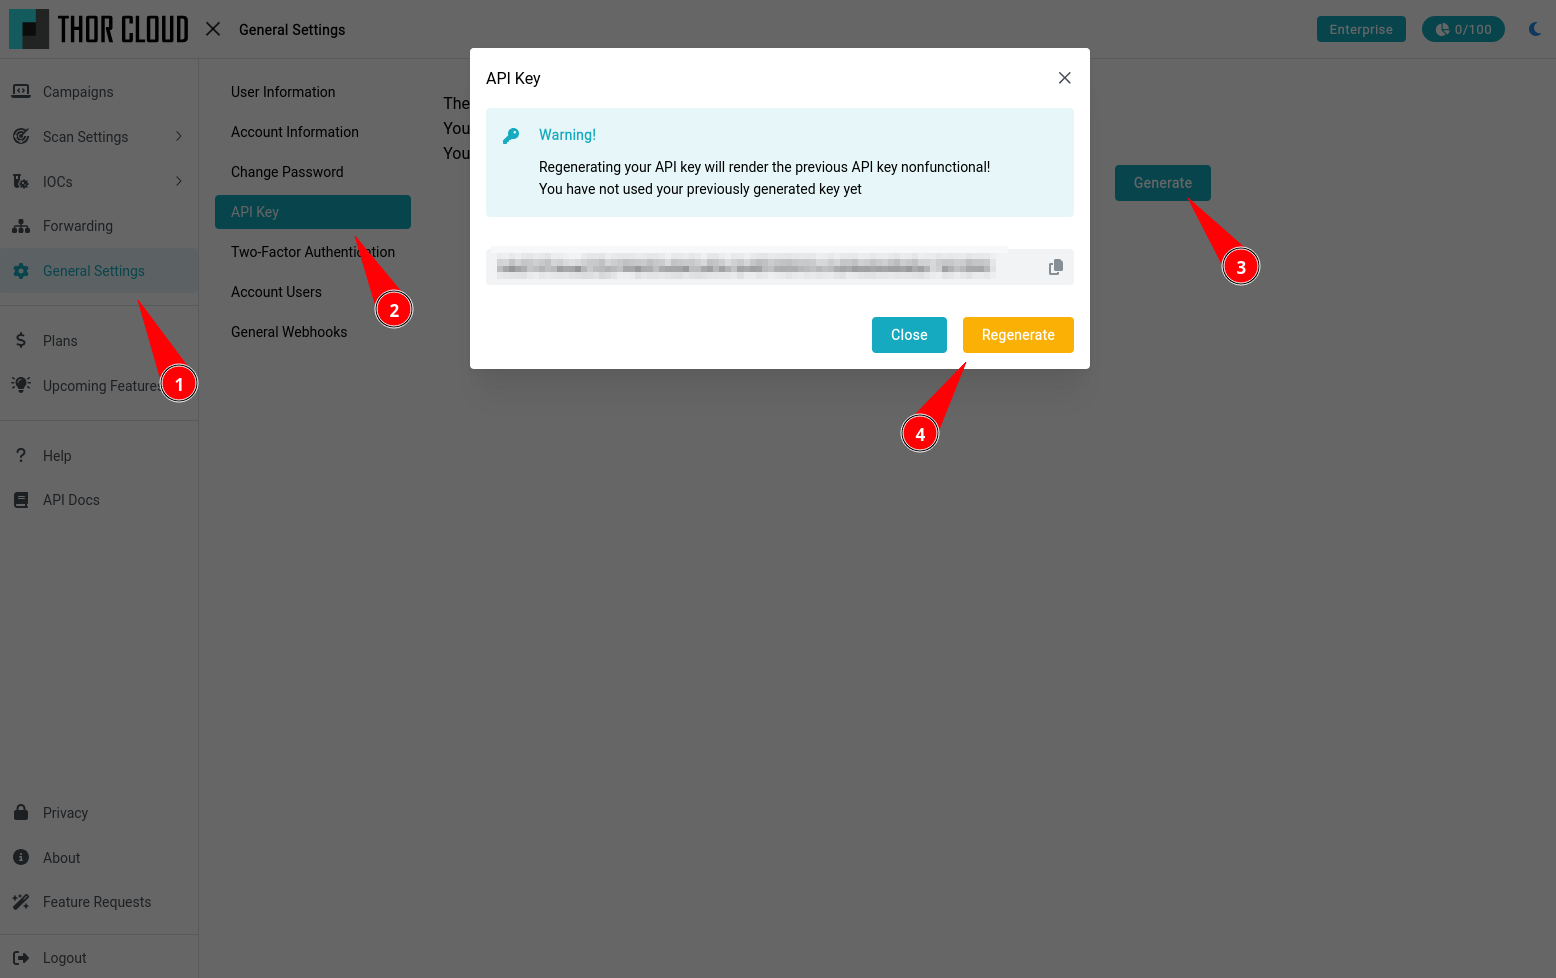 THOR CLOUD
General Settings
Enterprise
0/100
Campaigns
Scan Settings
IOCs
Forwarding
General Settings
1
Plans
Upcoming Features
Help
API Docs
Privacy
About
Feature Requests
Logout
User Information
Account Information
Change Password
API Key
Two-Factor Authentication
2
Account Users
General Webhooks
The
You
You
Generate
3
API Key
Warning!
Regenerating your API key will render the previous API key nonfunctional!
You have not used your previously generated key yet
Close
Regenerate
4